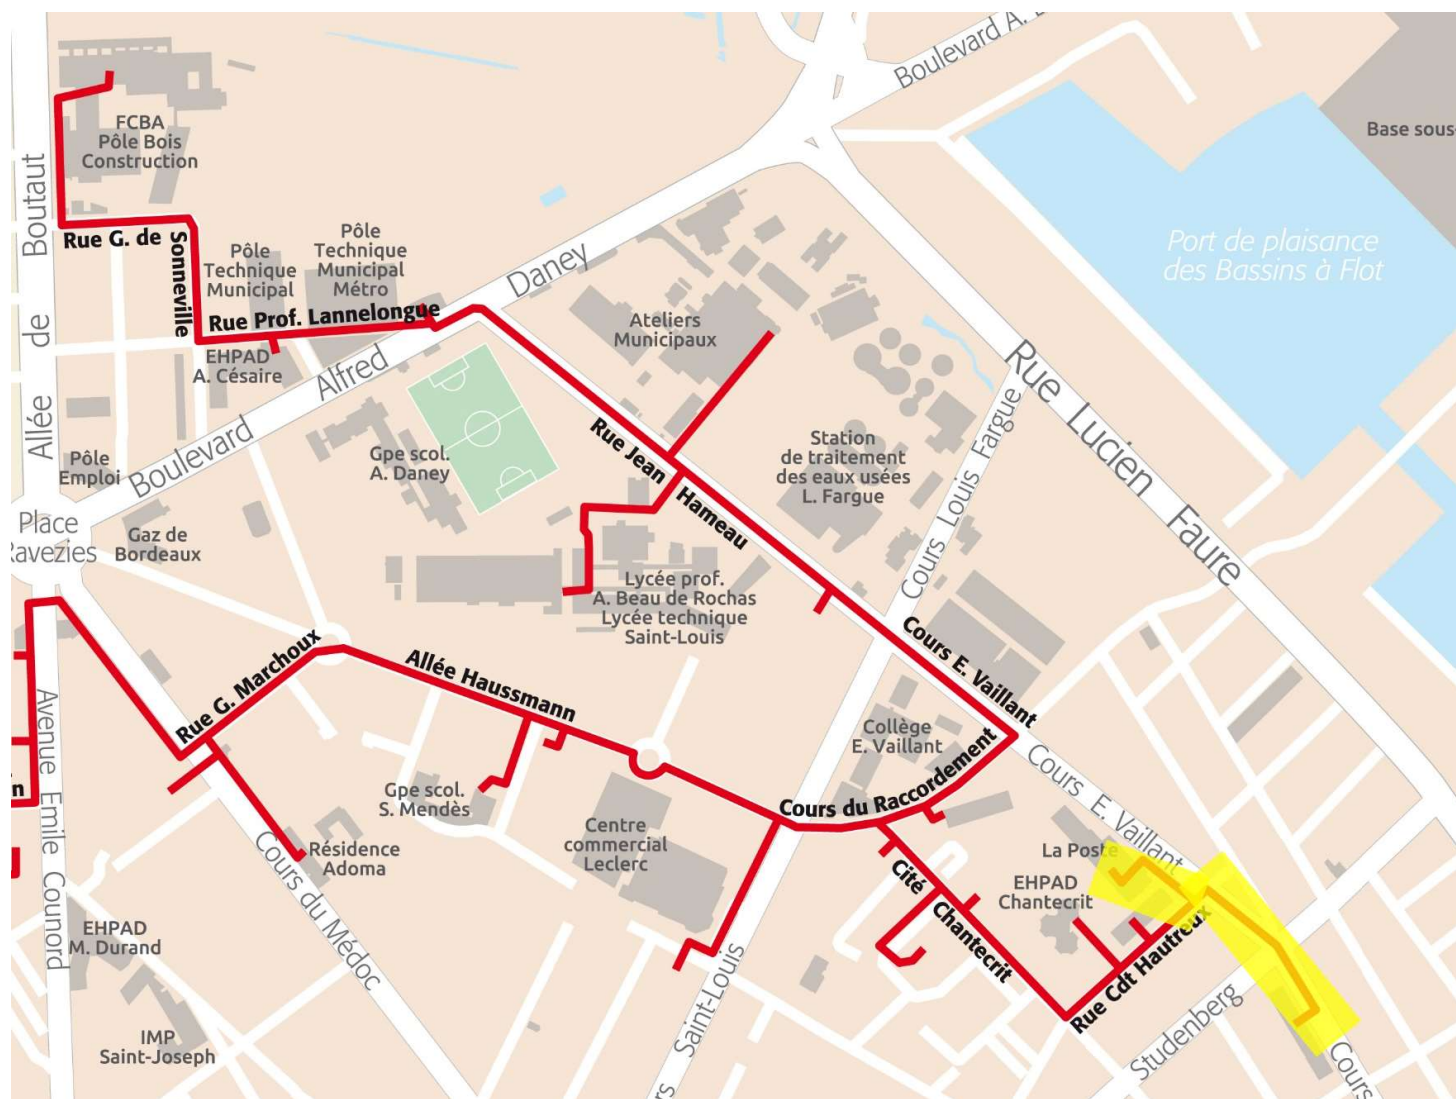 Boulevard A.
Base sous-
FCBA
Pôle Bois
Construction
Allée de Boutaut
Port de plaisance
des Bassins à Flot
Rue G. de
Sonneville
Pôle
Technique
Municipal
Pôle
Technique
Municipal
Métro
Rue Prof. Lannelongue
Boulevard Alfred Daney
Ateliers
Municipaux
EHPAD
A. Césaire
Rue Lucien Faure
Gpe scol.
A. Daney
Rue Jean Hameau
Station
de traitement
des eaux usées
L. Fargue
Cours Louis Fargue
Pôle
Emploi
Place
Ravezies
Gaz de
Bordeaux
Lycée prof.
A. Beau de Rochas
Lycée technique
Saint-Louis
Cours E. Vaillant
Rue G. Marchoux
Allée Haussmann
Collège
E. Vaillant
Cours du Raccordement
Cours E. Vaillant
Avenue Emile Counord
n
Gpe scol.
S. Mendès
Centre
commercial
Leclerc
Résidence
Adoma
Cours du Médoc
La Poste
EHPAD
Chantecrit
Cité Chantecrit
Rue Cdt Hautreux
EHPAD
M. Durand
IMP
Saint-Joseph
rs Saint-Louis
Studenberg
Cours